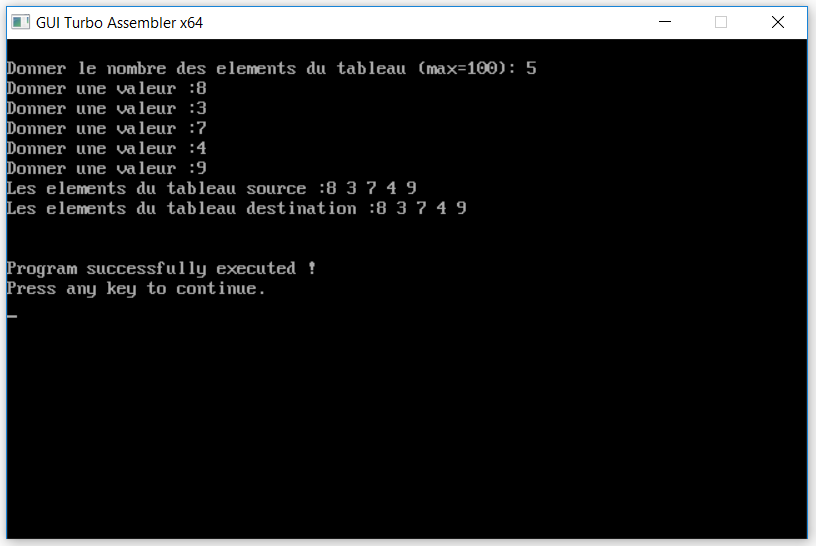 GUI Turbo Assembler x64
Donner le nombre des elements du tableau (max=100): 5
Donner une valeur :8
Donner une valeur :3
Donner une valeur :7
Donner une valeur :4
Donner une valeur :9
Les elements du tableau source :8 3 7 4 9
Les elements du tableau destination :8 3 7 4 9
Program successfully executed !
Press any key to continue.